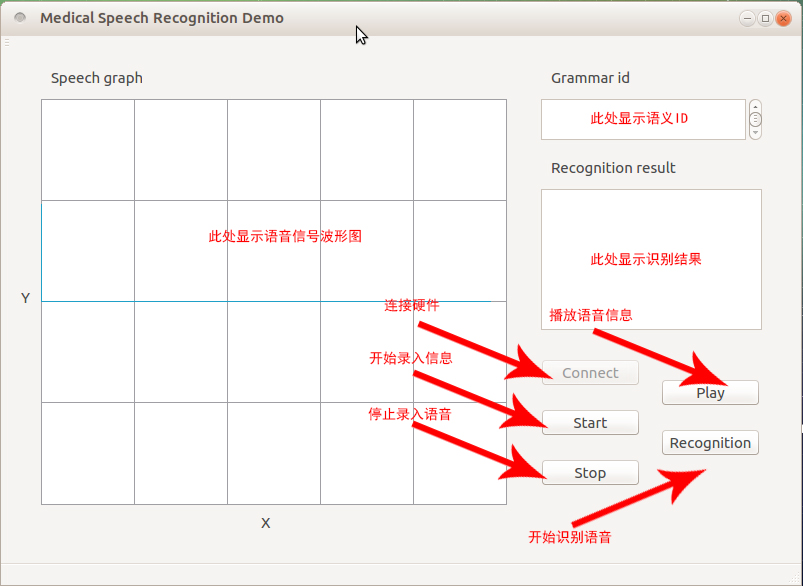 Medical Speech Recognition Demo
Speech graph
Grammar id
此处显示语义ID
Recognition result
此处显示语音信号波形图
此处显示识别结果
Y
连接硬件
播放语音信息
开始录入信息
Connect
Play
停止录入语音
Start
Recognition
Stop
X
开始识别语音